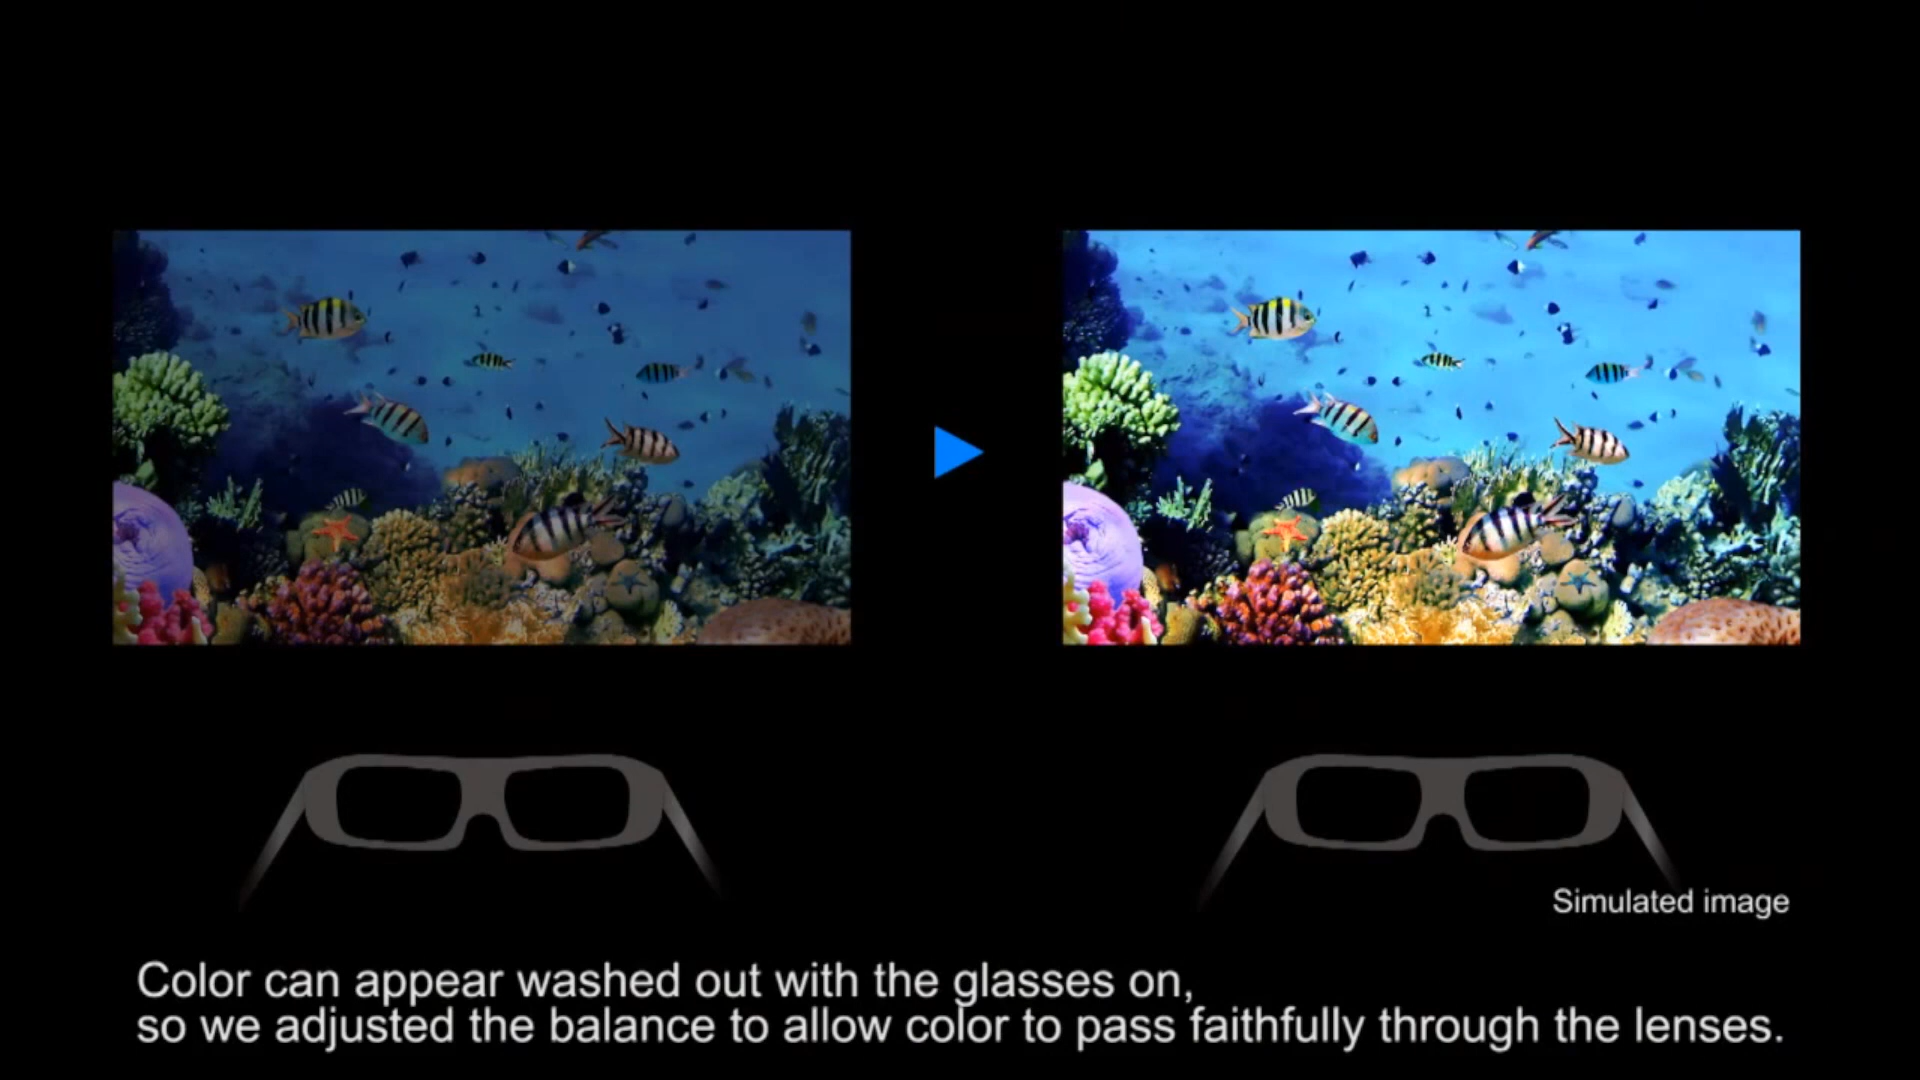 Simulated image
Color can appear washed out with the glasses on,
so we adjusted the balance to allow color to pass faithfully through the lenses.